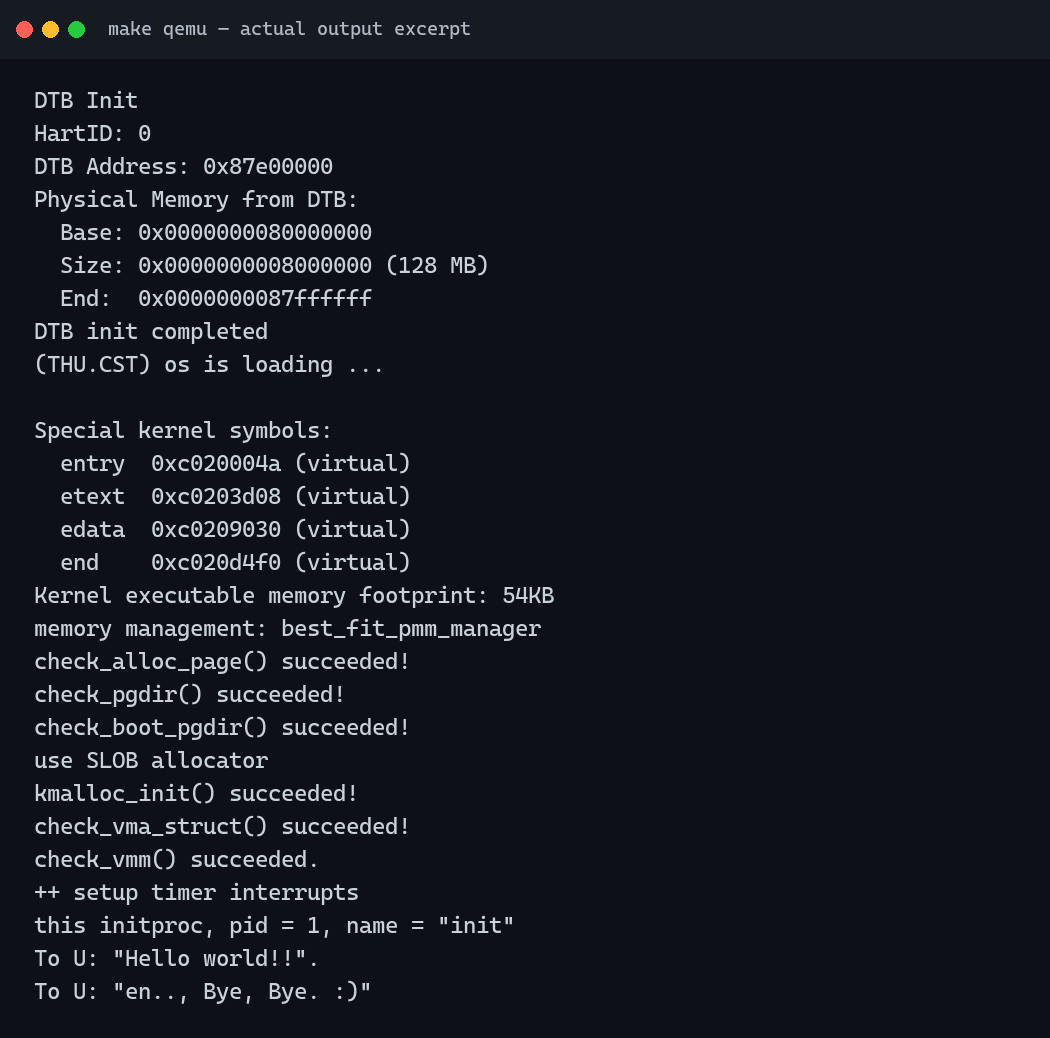 make qemu — actual output excerpt
DTB Init
HartID: 0
DTB Address: 0x87e00000
Physical Memory from DTB:
  Base: 0x0000000080000000
  Size: 0x0000000008000000 (128 MB)
  End:  0x0000000087ffffff
DTB init completed
(THU.CST) os is loading ...

Special kernel symbols:
  entry  0xc020004a (virtual)
  etext  0xc0203d08 (virtual)
  edata  0xc0209030 (virtual)
  end    0xc020d4f0 (virtual)
Kernel executable memory footprint: 54KB
memory management: best_fit_pmm_manager
check_alloc_page() succeeded!
check_pgdir() succeeded!
check_boot_pgdir() succeeded!
use SLOB allocator
kmalloc_init() succeeded!
check_vma_struct() succeeded!
check_vmm() succeeded.
++ setup timer interrupts
this initproc, pid = 1, name = "init"
To U: "Hello world!!".
To U: "en.., Bye, Bye. :)"